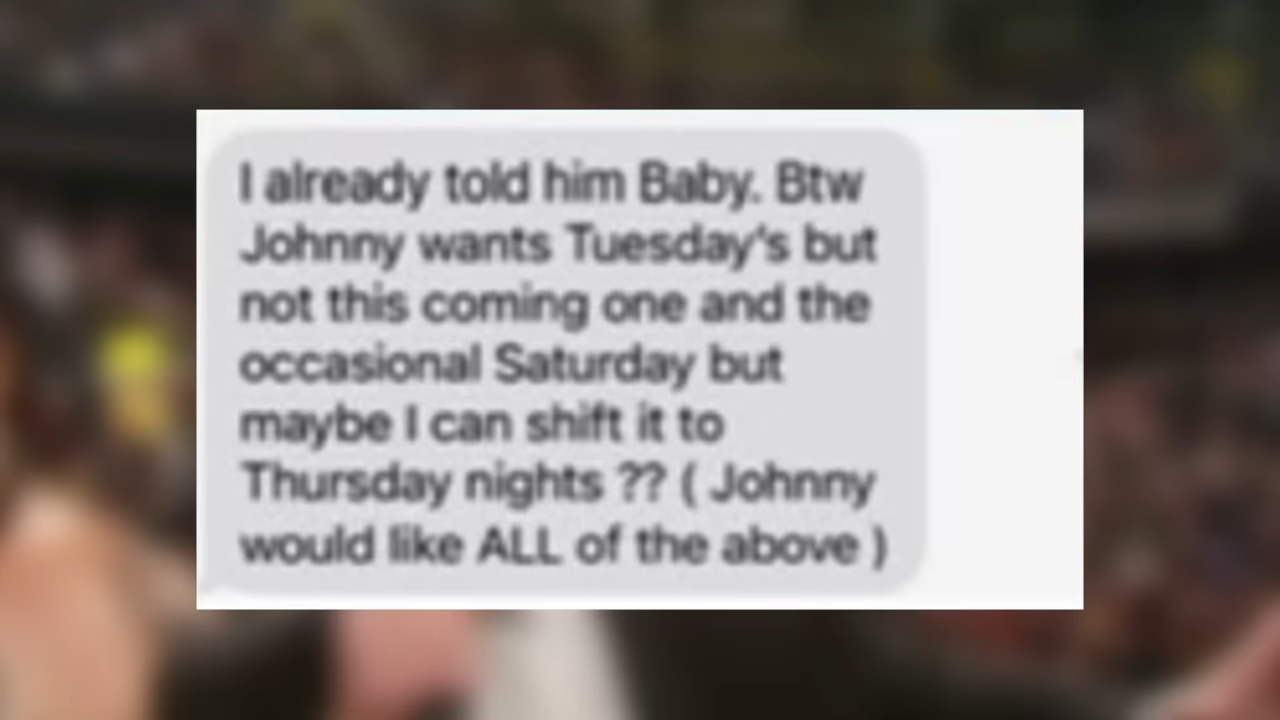 I already told him Baby. Btw
Johnny wants Tuesday's but
not this coming one and the
occasional Saturday but
maybe I can shift it to
Thursday nights ?? ( Johnny
would like ALL of the above )